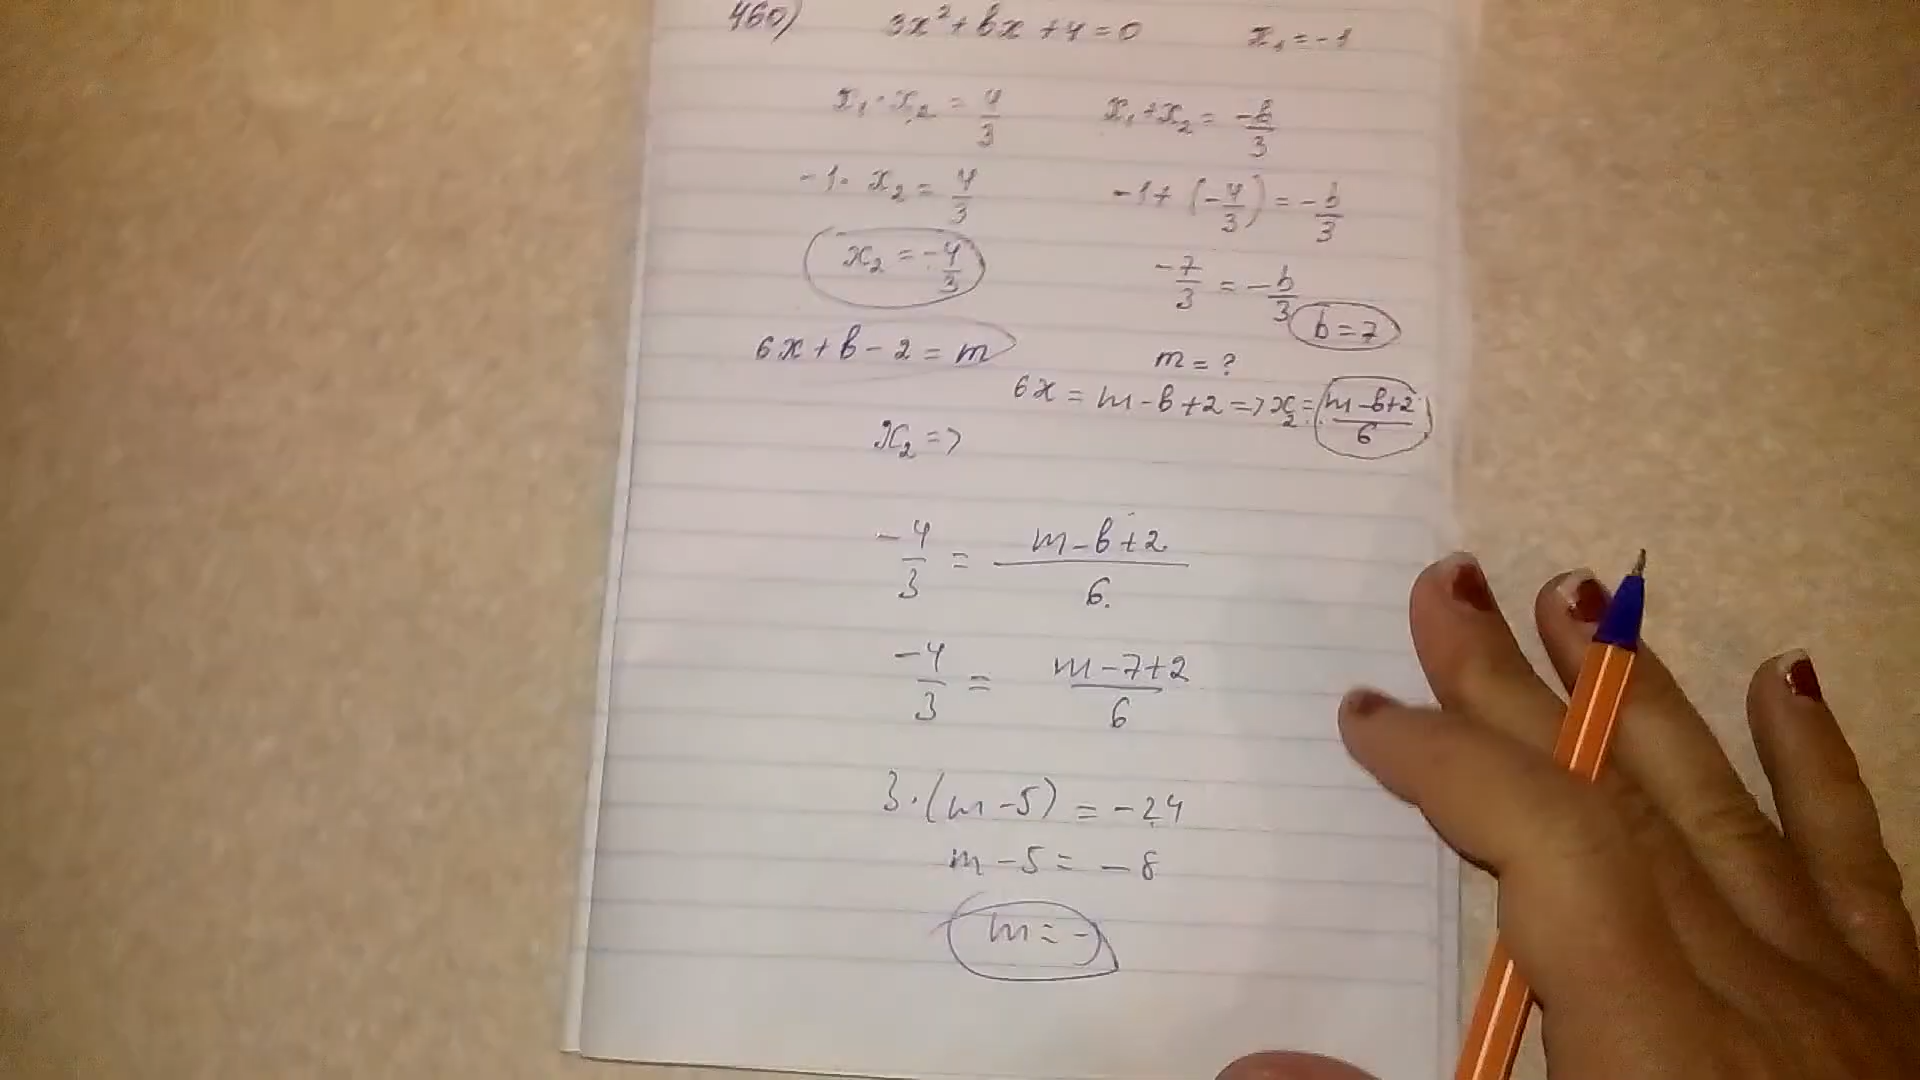 460) 3x² + bx + 4 = 0 x₁ = -1
x₁ · x₂ = 4/3 x₁ + x₂ = -b/3
-1 · x₂ = 4/3 -1 + (-4/3) = -b/3
x₂ = -4/3 -7/3 = -b/3
b = 7
6x + b - 2 = m m = ?
6x = m - b + 2 => x₂ = (m - b + 2)/6
x₂ =>
-4/3 = (m - b + 2)/6.
-4/3 = (m - 7 + 2)/6
3 · (m - 5) = -24
m - 5 = -8
m = -